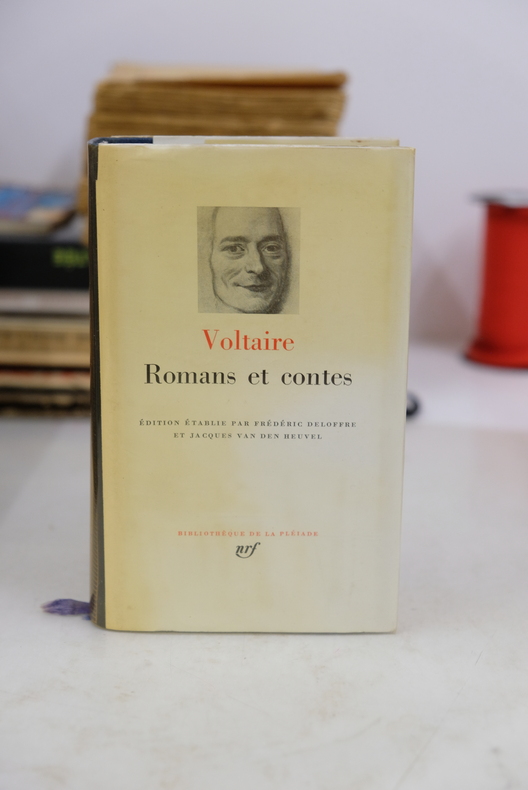 Voltaire
Romans et contes
ÉDITION ÉTABLIE PAR FRÉDÉRIC DELOFFRE
ET JACQUES VAN DEN HEUVEL
BIBLIOTHÈQUE DE LA PLÉIADE
nrf